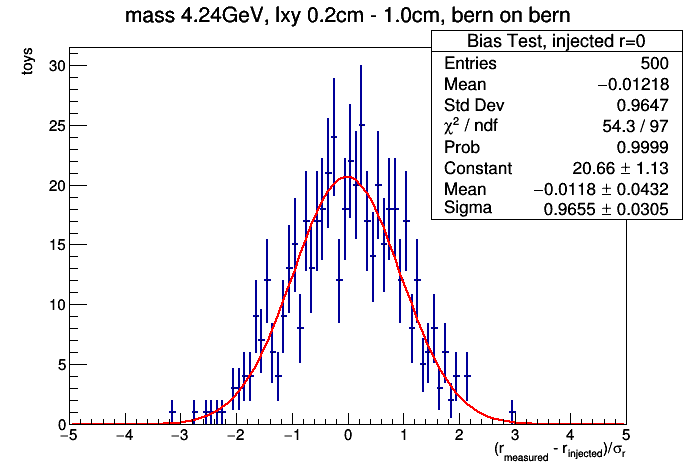 mass 4.24GeV, lxy 0.2cm - 1.0cm, bern on bern
Bias Test, injected r=0
Entries 500
Mean −0.01218
Std Dev 0.9647
χ² / ndf 54.3 / 97
Prob 0.9999
Constant 20.66 ± 1.13
Mean −0.0118 ± 0.0432
Sigma 0.9655 ± 0.0305
toys
30
25
20
15
10
5
0
−5 −4 −3 −2 −1 0 1 2 3 4 5
(r_measured - r_injected)/σ_r